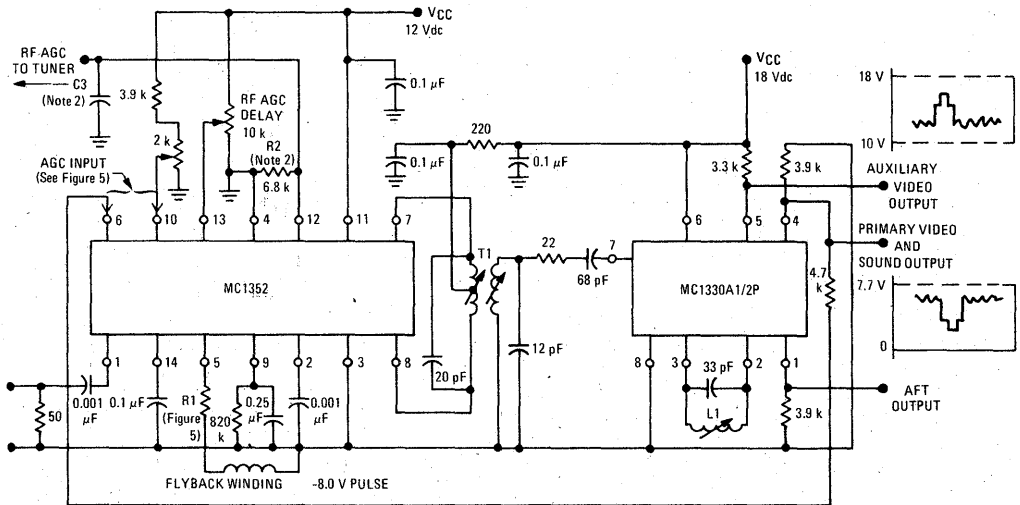 VCC
12 Vdc
RF AGC
TO TUNER
C3
(Note 2)
3.9 k
2 k
RF AGC
DELAY
10 k
R2
(Note 2)
6.8 k
0.1 μF
AGC INPUT
(See Figure 5)
6
10
13
4
12
11
7
MC1352
1
14
5
9
2
3
8
50
0.001
μF
0.1 μF
R1
(Figure
5)
820
k
0.25
μF
0.001
μF
FLYBACK WINDING
-8.0 V PULSE
20 pF
T1
0.1
μF
220
0.1 μF
12 pF
22
68 pF
7
VCC
18 Vdc
3.3 k
3.9 k
6
5
4
MC1330A1/2P
8
3
2
1
33 pF
L1
3.9 k
4.7
k
18 V
10 V
AUXILIARY
VIDEO
OUTPUT
PRIMARY VIDEO
AND
SOUND OUTPUT
7.7 V
0
AFT
OUTPUT